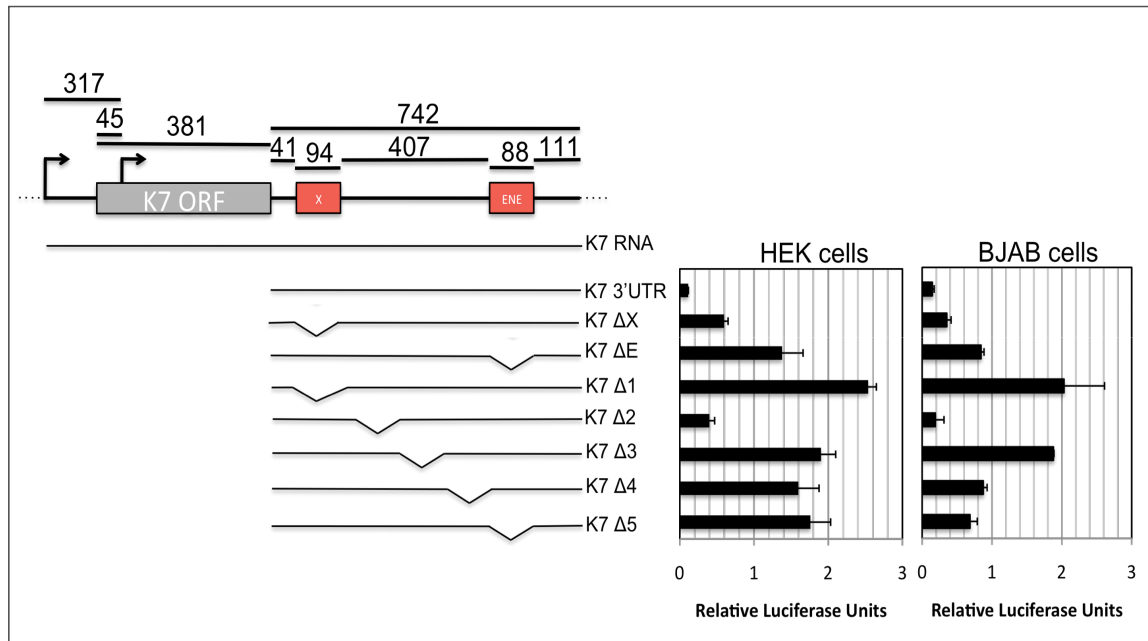 317
45
381
742
41
94
407
88
111
K7 ORF
X
ENE
K7 RNA
HEK cells
BJAB cells
K7 3'UTR
K7 ΔX
K7 ΔE
K7 Δ1
K7 Δ2
K7 Δ3
K7 Δ4
K7 Δ5
0 1 2 3
0 1 2 3
Relative Luciferase Units
Relative Luciferase Units